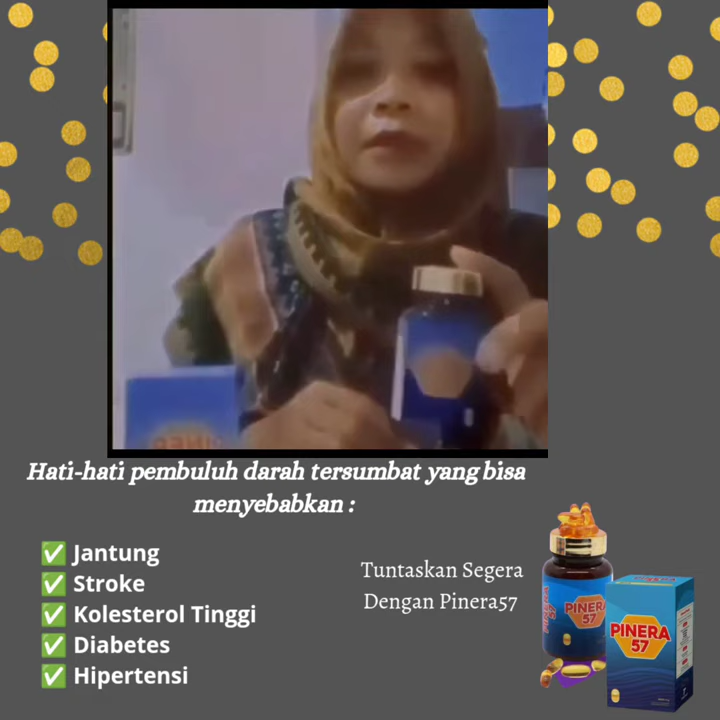 Hati-hati pembuluh darah tersumbat yang bisa
menyebabkan :
✅ Jantung
✅ Stroke
✅ Kolesterol Tinggi
✅ Diabetes
✅ Hipertensi
Tuntaskan Segera
Dengan Pinera57
PINERA
57
PINERA
57